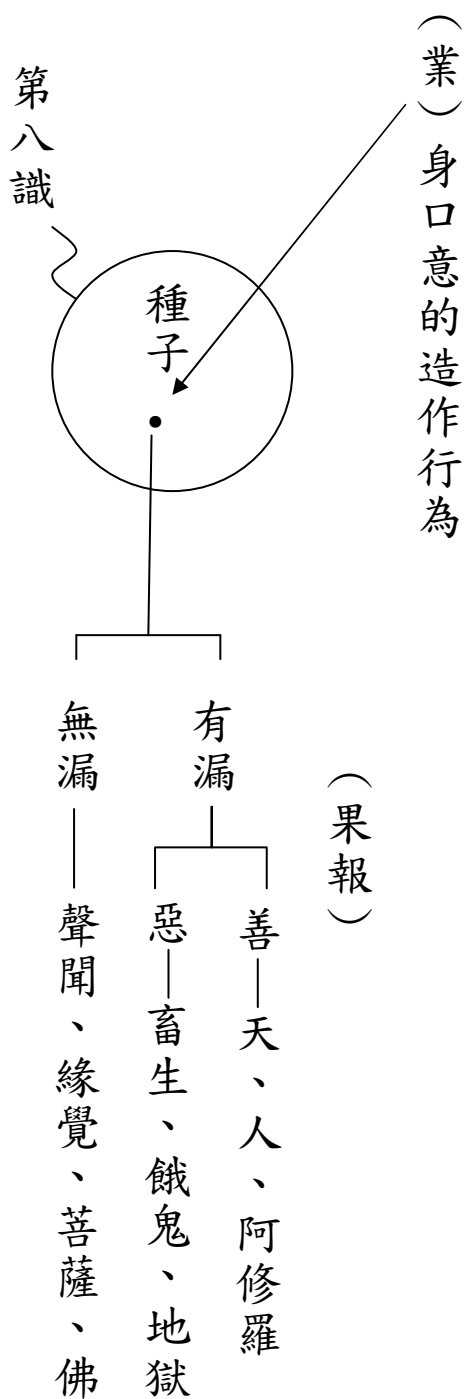 （業）身口意的造作行為
（果報）
第八識
種子
有漏
善—天、人、阿修羅
惡—畜生、餓鬼、地獄
無漏—聲聞、緣覺、菩薩、佛